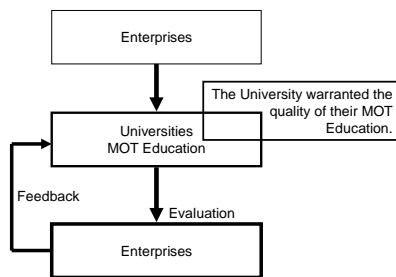 Enterprises
The University warranted the
quality of their MOT
Education.
Universities
MOT Education
Feedback
Evaluation
Enterprises